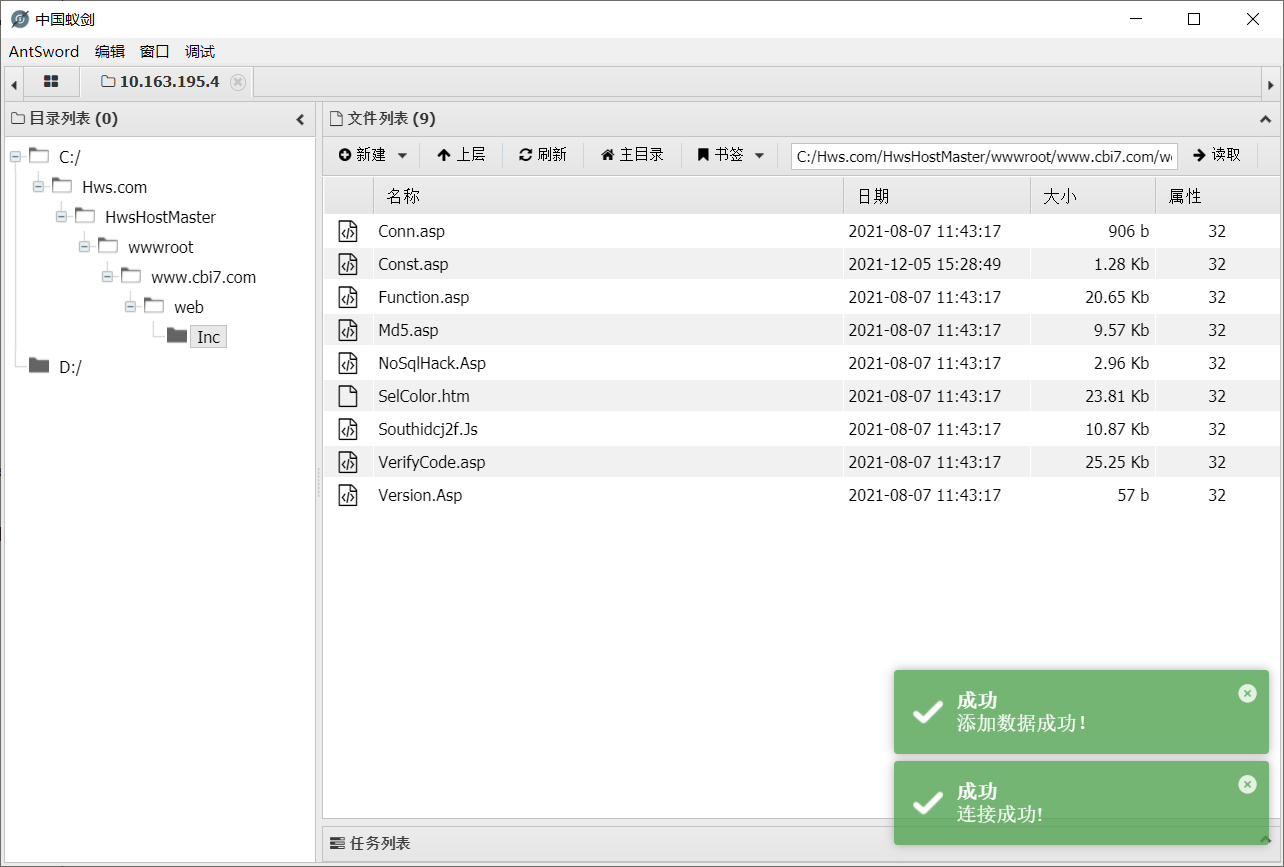 中国蚁剑
AntSword 编辑 窗口 调试
10.163.195.4
目录列表 (0)
文件列表 (9)
新建 上层 刷新 主目录 书签 C:/Hws.com/HwsHostMaster/wwwroot/www.cbi7.com/w 读取
C:/
Hws.com
HwsHostMaster
wwwroot
www.cbi7.com
web
Inc
D:/
名称 日期 大小 属性
Conn.asp 2021-08-07 11:43:17 906 b 32
Const.asp 2021-12-05 15:28:49 1.28 Kb 32
Function.asp 2021-08-07 11:43:17 20.65 Kb 32
Md5.asp 2021-08-07 11:43:17 9.57 Kb 32
NoSqlHack.Asp 2021-08-07 11:43:17 2.96 Kb 32
SelColor.htm 2021-08-07 11:43:17 23.81 Kb 32
Southidcj2f.Js 2021-08-07 11:43:17 10.87 Kb 32
VerifyCode.asp 2021-08-07 11:43:17 25.25 Kb 32
Version.Asp 2021-08-07 11:43:17 57 b 32
成功
添加数据成功！
成功
连接成功!
任务列表